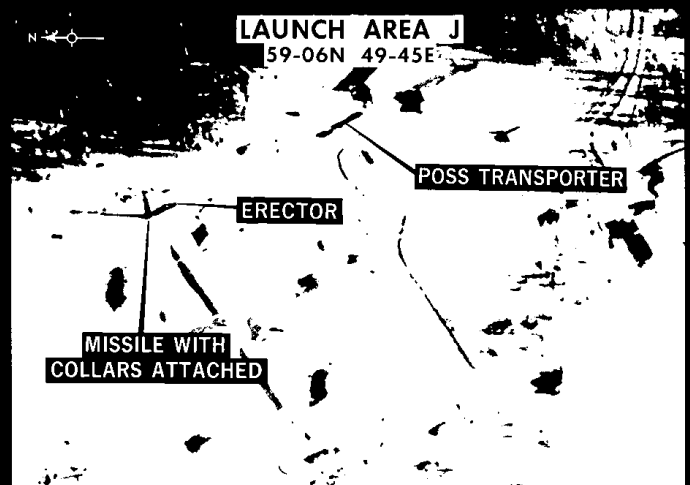 LAUNCH AREA J
59-06N 49-45E
N
POSS TRANSPORTER
ERECTOR
MISSILE WITH
COLLARS ATTACHED